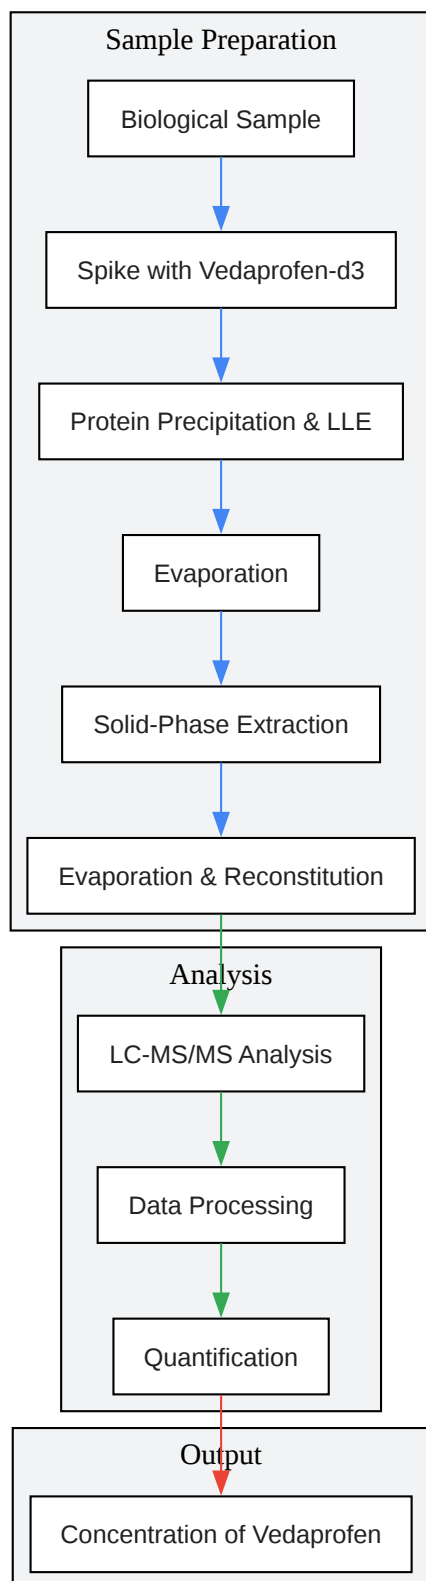 Sample Preparation
Biological Sample
Spike with Vedaprofen-d3
Protein Precipitation & LLE
Evaporation
Solid-Phase Extraction
Evaporation & Reconstitution
Analysis
LC-MS/MS Analysis
Data Processing
Quantification
Output
Concentration of Vedaprofen